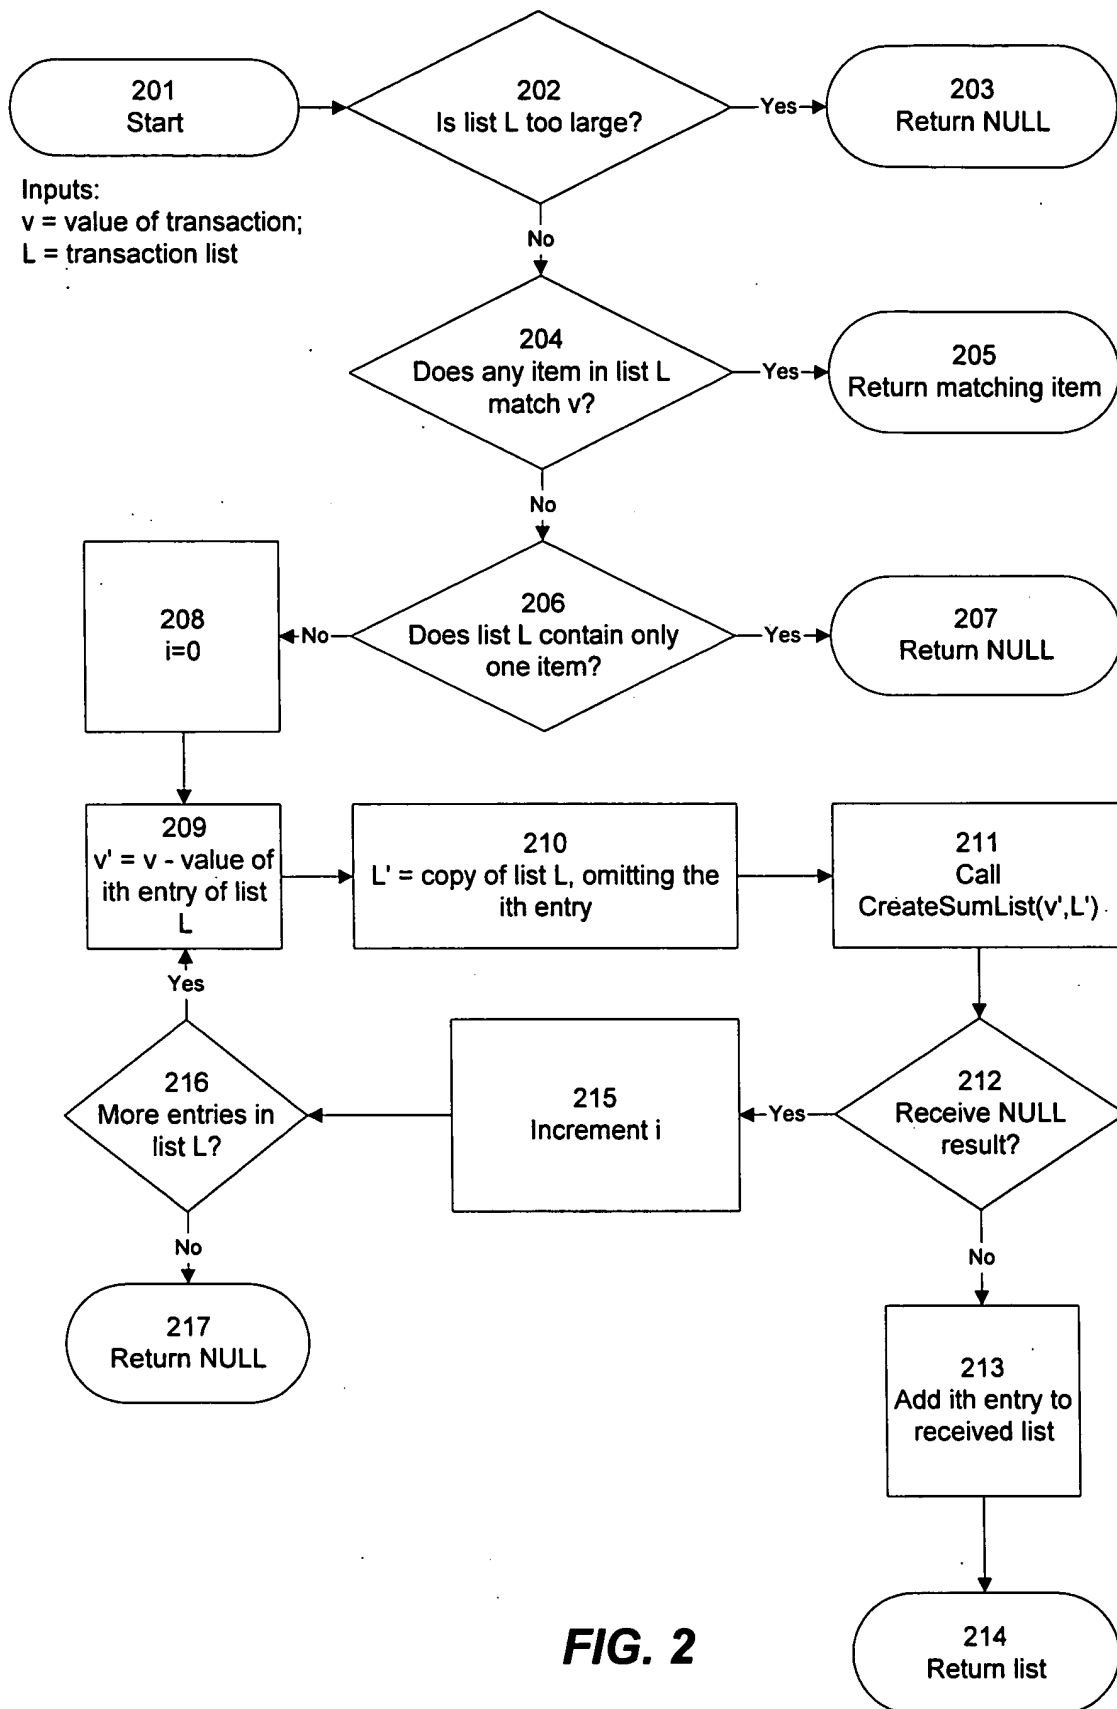 201
Start
Inputs:
v = value of transaction;
L = transaction list
202
Is list L too large?
Yes
203
Return NULL
No
204
Does any item in list L
match v?
Yes
205
Return matching item
No
206
Does list L contain only
one item?
Yes
207
Return NULL
No
208
i=0
209
v' = v - value of
ith entry of list
L
210
L' = copy of list L, omitting the
ith entry
211
Call
CreateSumList(v',L')
212
Receive NULL
result?
Yes
215
Increment i
216
More entries in
list L?
Yes
No
217
Return NULL
No
213
Add ith entry to
received list
214
Return list
FIG. 2